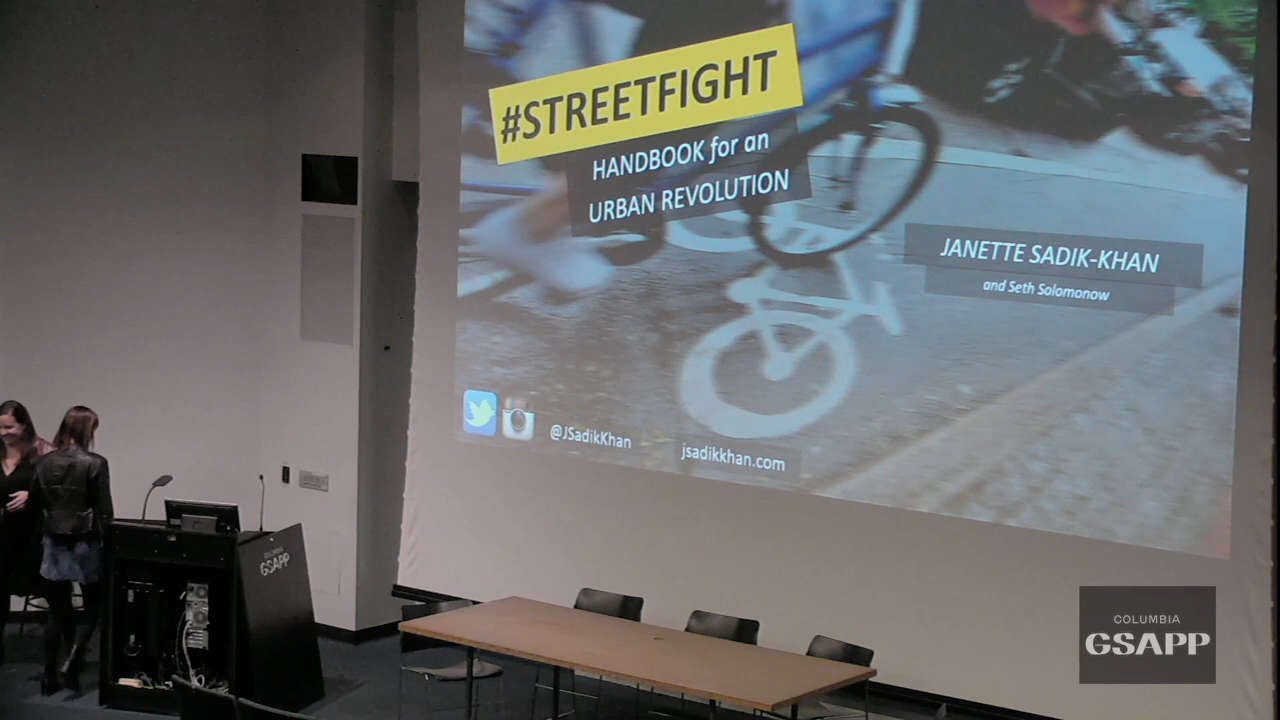 #STREETFIGHT
HANDBOOK for an
URBAN REVOLUTION
JANETTE SADIK-KHAN
and Seth Solomonow
@JSadikKhan
jsadikkhan.com
COLUMBIA
GSAPP
COLUMBIA
GSAPP